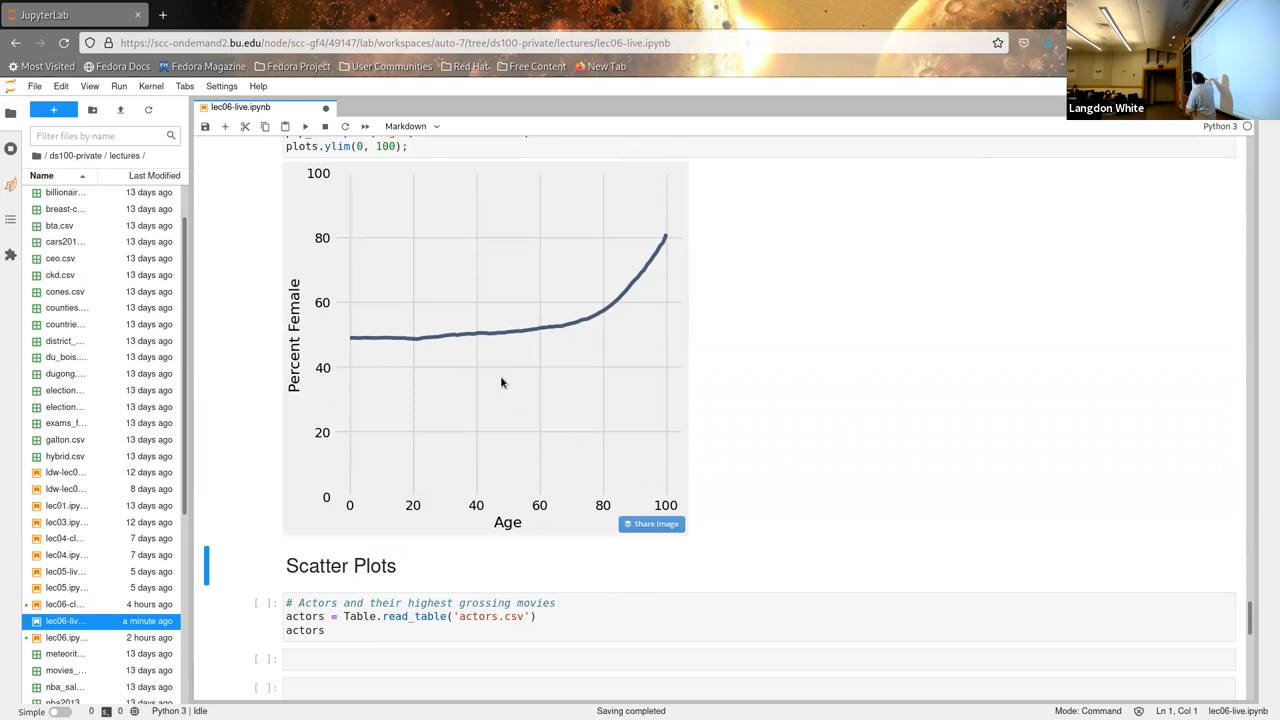 JupyterLab
https://scc-ondemand2.bu.edu/node/scc-gf4/49147/lab/workspaces/auto-7/tree/ds100-private/lectures/lec06-live.ipynb
Most Visited Fedora Docs Fedora Magazine Fedora Project User Communities Red Hat Free Content New Tab
Langdon White
File Edit View Run Kernel Tabs Settings Help
lec06-live.ipynb
Markdown
Python 3
Filter files by name
/ ds100-private / lectures /
Name Last Modified
billionair... 13 days ago
breast-c... 13 days ago
bta.csv 13 days ago
cars201... 13 days ago
ceo.csv 13 days ago
ckd.csv 13 days ago
cones.csv 13 days ago
counties.... 13 days ago
countrie... 13 days ago
district_... 13 days ago
du_bois.... 13 days ago
dugong.... 13 days ago
election... 13 days ago
election... 13 days ago
exams_f... 13 days ago
galton.csv 13 days ago
hybrid.csv 13 days ago
ldw-lec0... 12 days ago
ldw-lec0... 8 days ago
lec01.ipy... 13 days ago
lec03.ipy... 12 days ago
lec04-cl... 7 days ago
lec04.ipy... 7 days ago
lec05-liv... 5 days ago
lec05.ipy... 5 days ago
lec06-cl... 4 hours ago
lec06-liv... a minute ago
lec06.ipy... 2 hours ago
meteorit... 13 days ago
movies_... 13 days ago
nba_sal... 13 days ago
nba2013 13 days ago
plots.ylim(0, 100);
100
80
60
40
20
0
Percent Female
0 20 40 60 80 100
Age
Share Image
Scatter Plots
[ ]: # Actors and their highest grossing movies
actors = Table.read_table('actors.csv')
actors
[ ]:
[ ]:
Simple 0 0 Python 3 | Idle Saving completed Mode: Command Ln 1, Col 1 lec06-live.ipynb